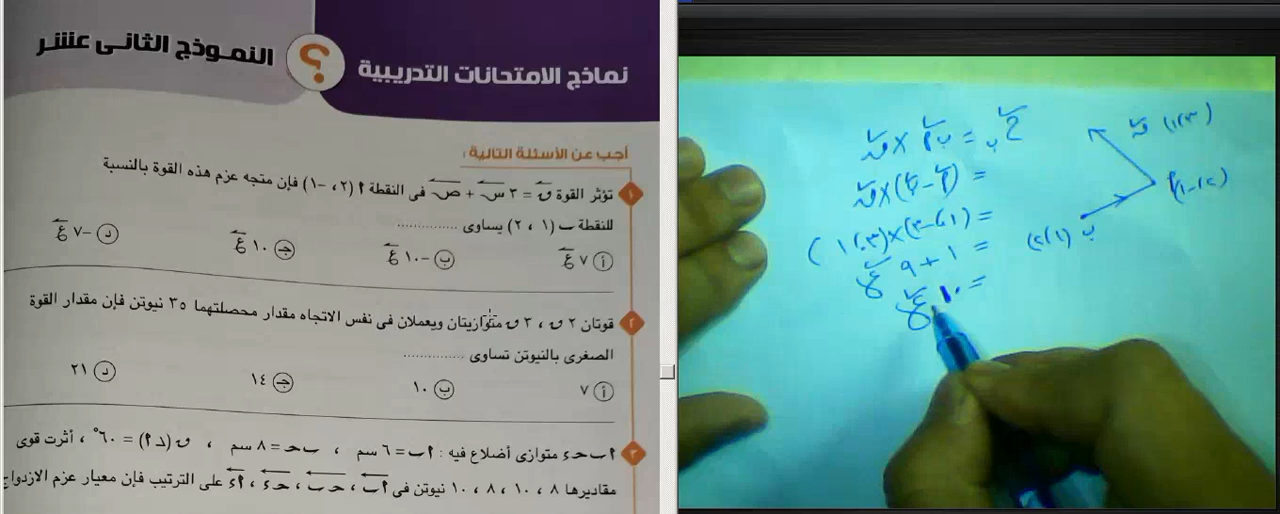 نماذج الامتحانات التدريبية
؟
النموذج الثانى عشر
أجب عن الأسئلة التالية :
١ تؤثر القوة ق = ٣ س + ص فى النقطة أ (٢ ، -١) فإن متجه عزم هذه القوة بالنسبة
للنقطة ب (١ ، ٢) يساوى ................
أ ٧ ع ب -١٠ ع ج ١٠ ع د -٧ ع
٢ قوتان ٢ ق ، ٣ ق متوازيتان ويعملان فى نفس الاتجاه مقدار محصلتهما ٣٥ نيوتن فإن مقدار القوة
الصغرى بالنيوتن تساوى ................
أ ٧ ب ١٠ ج ١٤ د ٢١
٣ أ ب ح ء متوازى أضلاع فيه : أ ب = ٦ سم ، ب ح = ٨ سم ، ق (د أ) = ٦٠° ، أثرت قوى
مقاديرها ٨ ، ١٠ ، ٨ ، ١٠ نيوتن فى أ ب ، ح ب ، ح ء ، أ ء على الترتيب فإن معيار عزم الازدواج
ج ب = ب أ × ق
= (أ - ب) × ق
= (١ ، -٣) × (٣ ، ١)
= ١ + ٩ ع
= ١٠ ع
ق (٣ ، ١)
أ (٢ ، -١)
ب (١ ، ٢)